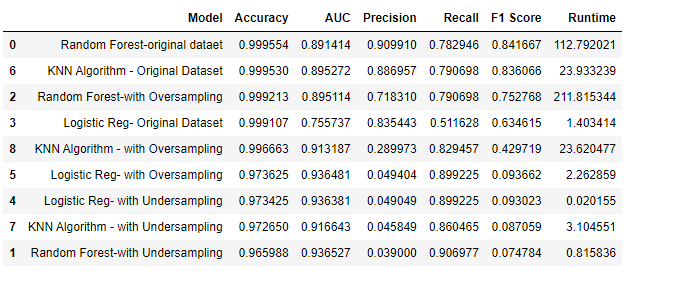 Model Accuracy AUC Precision Recall F1 Score Runtime
0 Random Forest-original dataet 0.999554 0.891414 0.909910 0.782946 0.841667 112.792021
6 KNN Algorithm - Original Dataset 0.999530 0.895272 0.886957 0.790698 0.836066 23.933239
2 Random Forest-with Oversampling 0.999213 0.895114 0.718310 0.790698 0.752768 211.815344
3 Logistic Reg- Original Dataset 0.999107 0.755737 0.835443 0.511628 0.634615 1.403414
8 KNN Algorithm - with Oversampling 0.996663 0.913187 0.289973 0.829457 0.429719 23.620477
5 Logistic Reg- with Oversampling 0.973625 0.936481 0.049404 0.899225 0.093662 2.262859
4 Logistic Reg- with Undersampling 0.973425 0.936381 0.049049 0.899225 0.093023 0.020155
7 KNN Algorithm - with Undersampling 0.972650 0.916643 0.045849 0.860465 0.087059 3.104551
1 Random Forest-with Undersampling 0.965988 0.936527 0.039000 0.906977 0.074784 0.815836